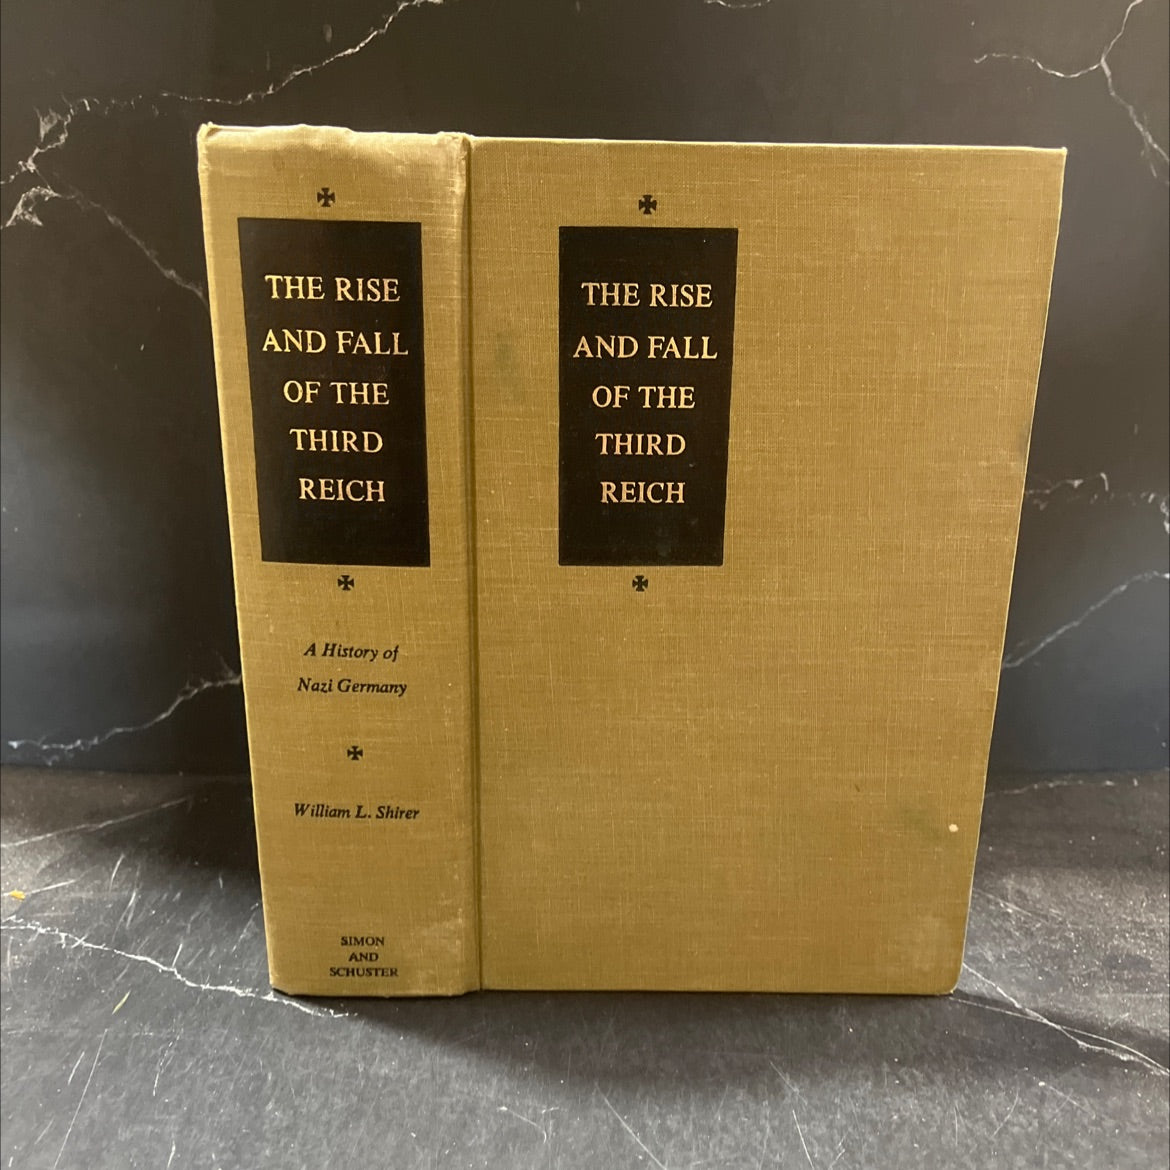 THE RISE
AND FALL
OF THE
THIRD
REICH
A History of
Nazi Germany
William L. Shirer
SIMON
AND
SCHUSTER
THE RISE
AND FALL
OF THE
THIRD
REICH